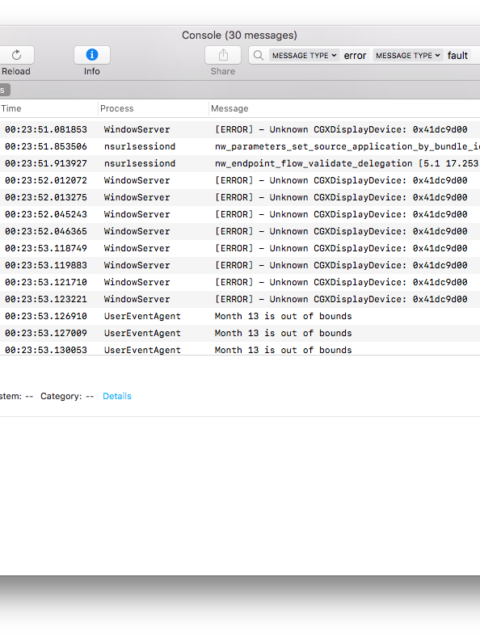 Console (30 messages)
MESSAGE TYPE error MESSAGE TYPE fault
Reload Info Share
s
Time Process Message
00:23:51.081853 WindowServer [ERROR] - Unknown CGXDisplayDevice: 0x41dc9d00
00:23:51.853506 nsurlsessiond nw_parameters_set_source_application_by_bundle_i
00:23:51.913927 nsurlsessiond nw_endpoint_flow_validate_delegation [5.1 17.253
00:23:52.012072 WindowServer [ERROR] - Unknown CGXDisplayDevice: 0x41dc9d00
00:23:52.013275 WindowServer [ERROR] - Unknown CGXDisplayDevice: 0x41dc9d00
00:23:52.045243 WindowServer [ERROR] - Unknown CGXDisplayDevice: 0x41dc9d00
00:23:52.046365 WindowServer [ERROR] - Unknown CGXDisplayDevice: 0x41dc9d00
00:23:53.118749 WindowServer [ERROR] - Unknown CGXDisplayDevice: 0x41dc9d00
00:23:53.119883 WindowServer [ERROR] - Unknown CGXDisplayDevice: 0x41dc9d00
00:23:53.121710 WindowServer [ERROR] - Unknown CGXDisplayDevice: 0x41dc9d00
00:23:53.123221 WindowServer [ERROR] - Unknown CGXDisplayDevice: 0x41dc9d00
00:23:53.126910 UserEventAgent Month 13 is out of bounds
00:23:53.127009 UserEventAgent Month 13 is out of bounds
00:23:53.130053 UserEventAgent Month 13 is out of bounds
stem: -- Category: -- Details